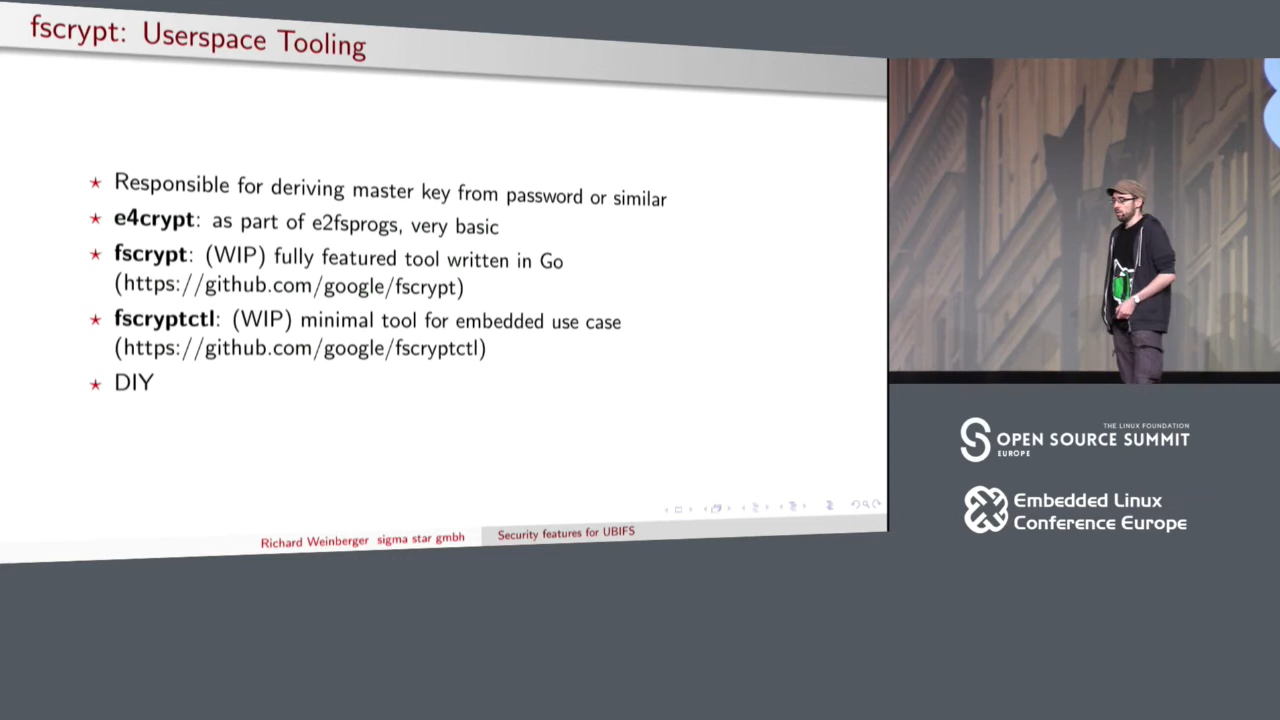 fscrypt: Userspace Tooling
★ Responsible for deriving master key from password or similar
★ e4crypt: as part of e2fsprogs, very basic
★ fscrypt: (WIP) fully featured tool written in Go
(https://github.com/google/fscrypt)
★ fscryptctl: (WIP) minimal tool for embedded use case
(https://github.com/google/fscryptctl)
★ DIY
Richard Weinberger sigma star gmbh
Security features for UBIFS
THE LINUX FOUNDATION
OPEN SOURCE SUMMIT
EUROPE
Embedded Linux
Conference Europe